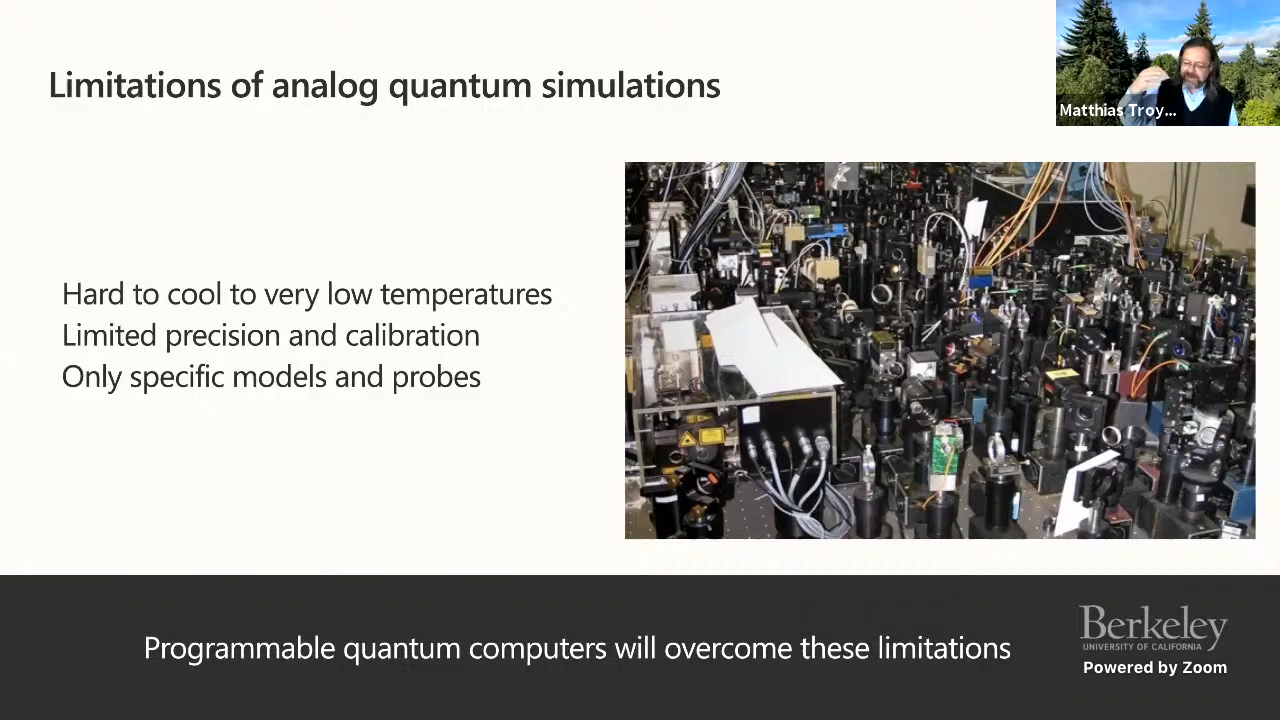 Limitations of analog quantum simulations
Matthias Troy...
Hard to cool to very low temperatures
Limited precision and calibration
Only specific models and probes
Programmable quantum computers will overcome these limitations
Berkeley
UNIVERSITY OF CALIFORNIA
Powered by Zoom